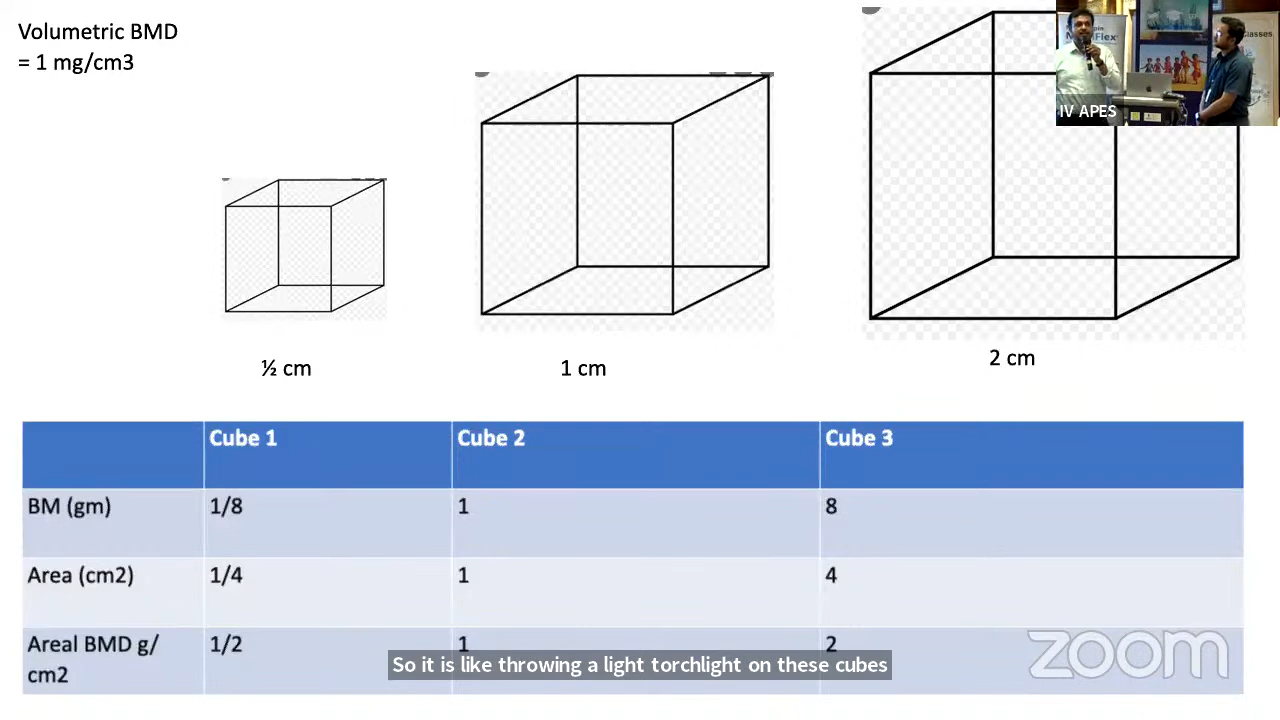 Volumetric BMD
= 1 mg/cm3
IV APES
½ cm
1 cm
2 cm
Cube 1
Cube 2
Cube 3
BM (gm)
1/8
1
8
Area (cm2)
1/4
1
4
Areal BMD g/
cm2
1/2
1
2
zoom
So it is like throwing a light torchlight on these cubes